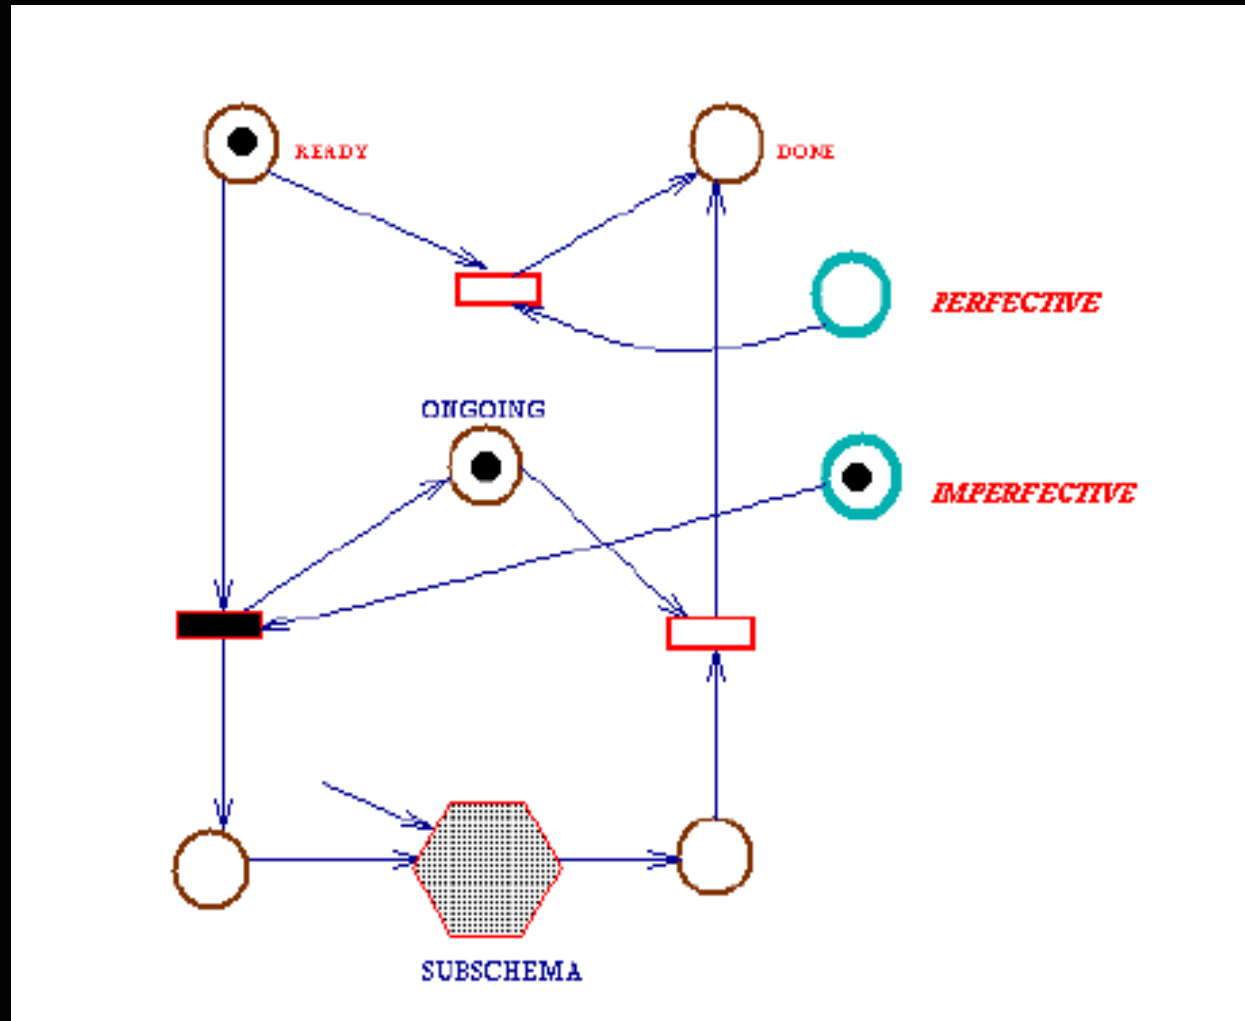 READY
DONE
PERFECTIVE
ONGOING
IMPERFECTIVE
SUBSCHEMA